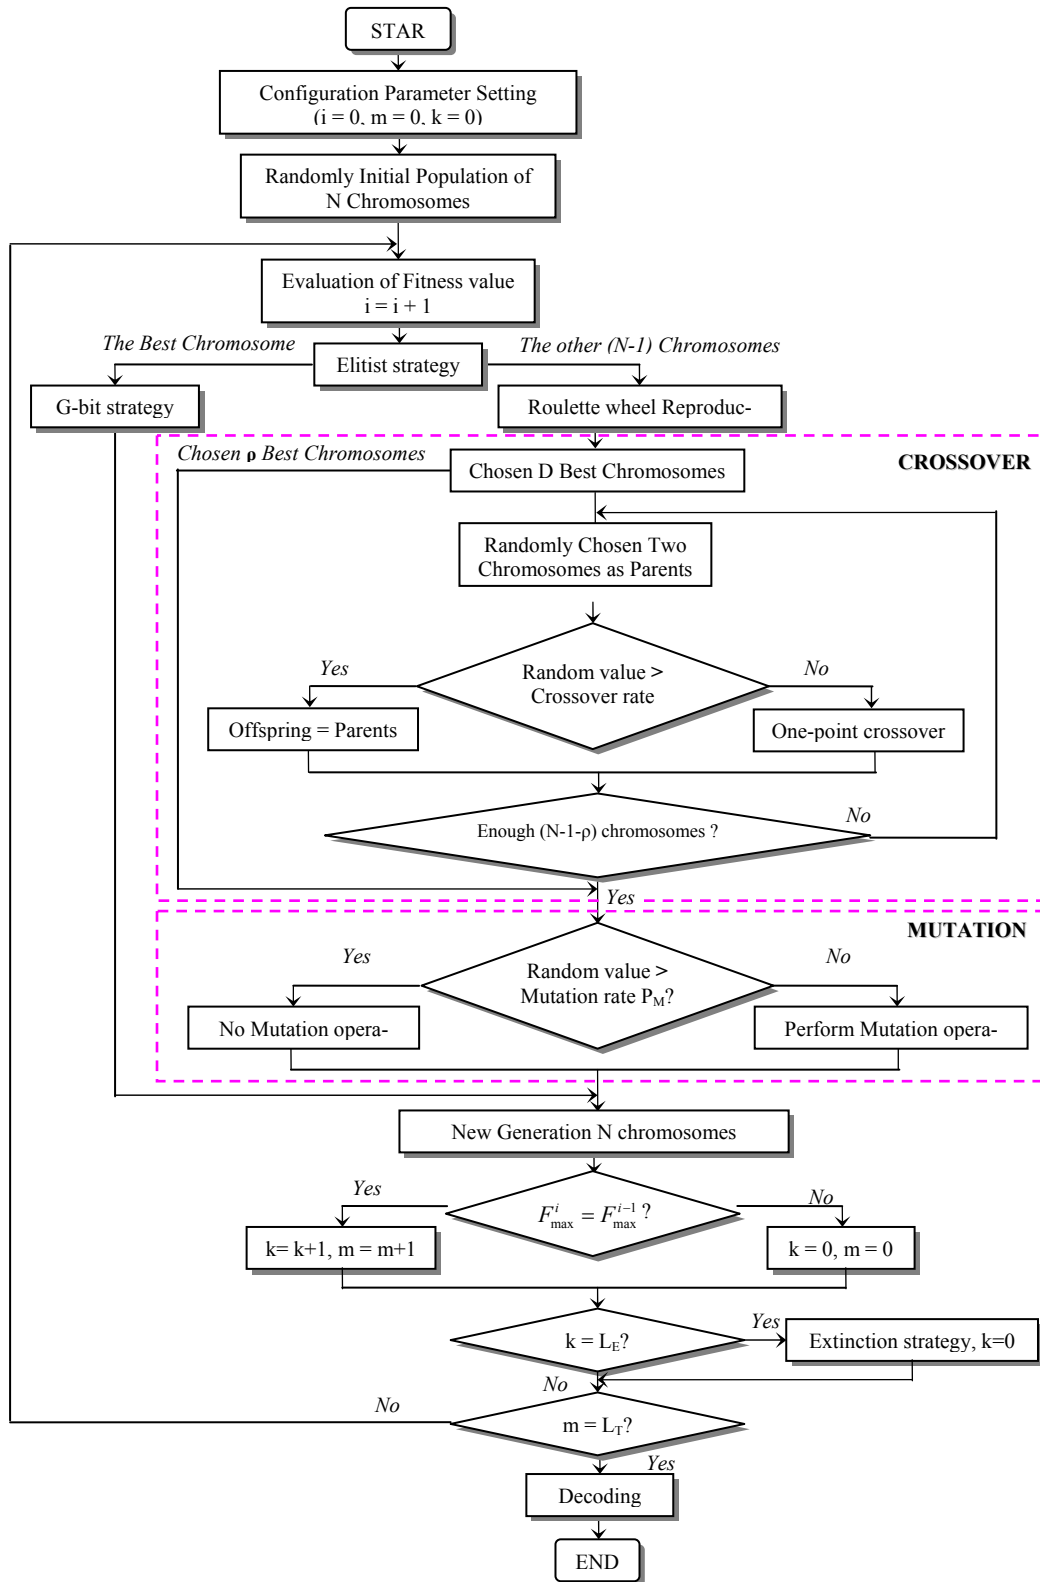 STAR
Configuration Parameter Setting
(i = 0, m = 0, k = 0)
Randomly Initial Population of
N Chromosomes
Evaluation of Fitness value
i = i + 1
The Best Chromosome
Elitist strategy
The other (N-1) Chromosomes
G-bit strategy
Roulette wheel Reproduc-
Chosen ρ Best Chromosomes
CROSSOVER
Chosen D Best Chromosomes
Randomly Chosen Two
Chromosomes as Parents
Yes
Random value >
Crossover rate
No
Offspring = Parents
One-point crossover
Enough (N-1-ρ) chromosomes ?
No
Yes
MUTATION
Yes
Random value >
Mutation rate P_M?
No
No Mutation opera-
Perform Mutation opera-
New Generation N chromosomes
Yes
F_max^i = F_max^{i-1} ?
No
k= k+1, m = m+1
k = 0, m = 0
k = L_E?
Yes
Extinction strategy, k=0
No
No
m = L_T?
Yes
Decoding
END